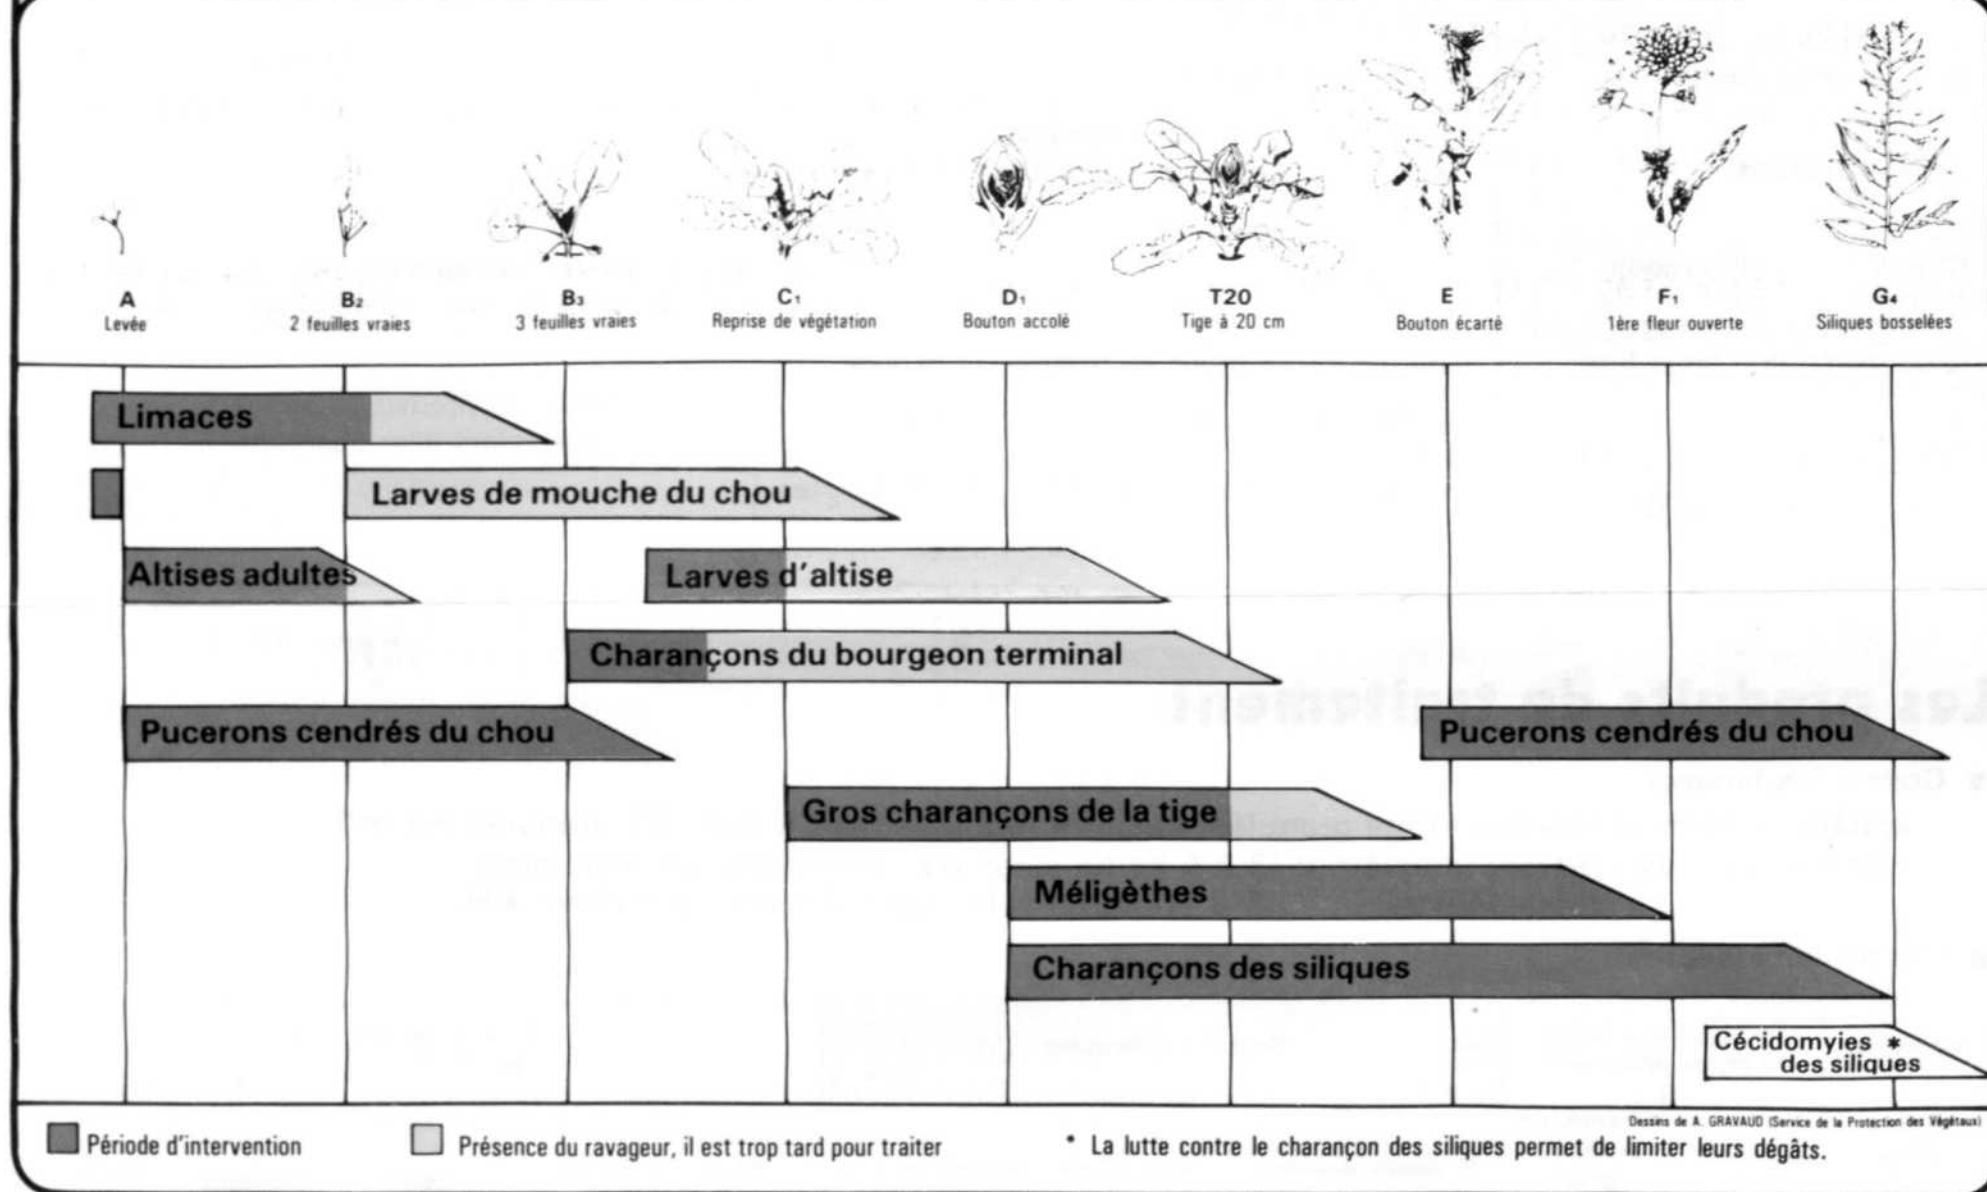 A B2 B3 C1 D1 T20 E F1 G4
Levée 2 feuilles vraies 3 feuilles vraies Reprise de végétation Bouton accolé Tige à 20 cm Bouton écarté 1ère fleur ouverte Siliques bosselées
Limaces
Larves de mouche du chou
Altises adultes Larves d'altise
Charançons du bourgeon terminal
Pucerons cendrés du chou Pucerons cendrés du chou
Gros charançons de la tige
Méligèthes
Charançons des siliques
Cécidomyies *
des siliques
Dessins de A. GRAVAUD (Service de la Protection des Végétaux)
Période d'intervention Présence du ravageur, il est trop tard pour traiter * La lutte contre le charançon des siliques permet de limiter leurs dégâts.